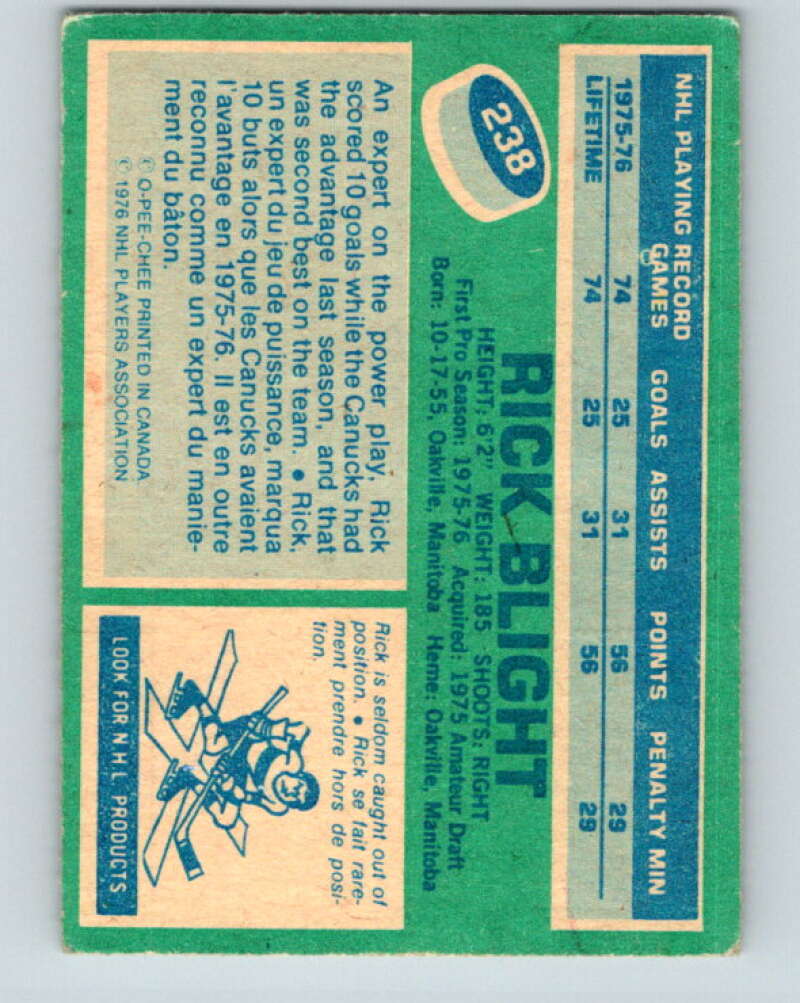 NHL PLAYING RECORD
GAMES GOALS ASSISTS POINTS PENALTY MIN
1975-76 74 25 31 56 29
LIFETIME 74 25 31 56 29
238
RICK BLIGHT
HEIGHT; 6'2" WEIGHT: 185 SHOOTS: RIGHT
First Pro Season: 1975-76 Acquired: 1975 Amateur Draft
Born: 10-17-55, Oakville, Manitoba Heme: Oakville, Manitoba
An expert on the power play, Rick
scored 10 goals while the Canucks had
the advantage last season, and that
was second best on the team. • Rick,
un expert du jeu de puissance, marqua
10 buts alors que les Canucks avaient
l'avantage en 1975-76. Il est en outre
reconnu comme un expert du manie-
ment du bâton.
© O-PEE-CHEE PRINTED IN CANADA
© 1976 NHL PLAYERS ASSOCIATION
Rick is seldom caught out of
position. • Rick se fait rare-
ment prendre hors de posi-
tion.
LOOK FOR N.H.L. PRODUCTS